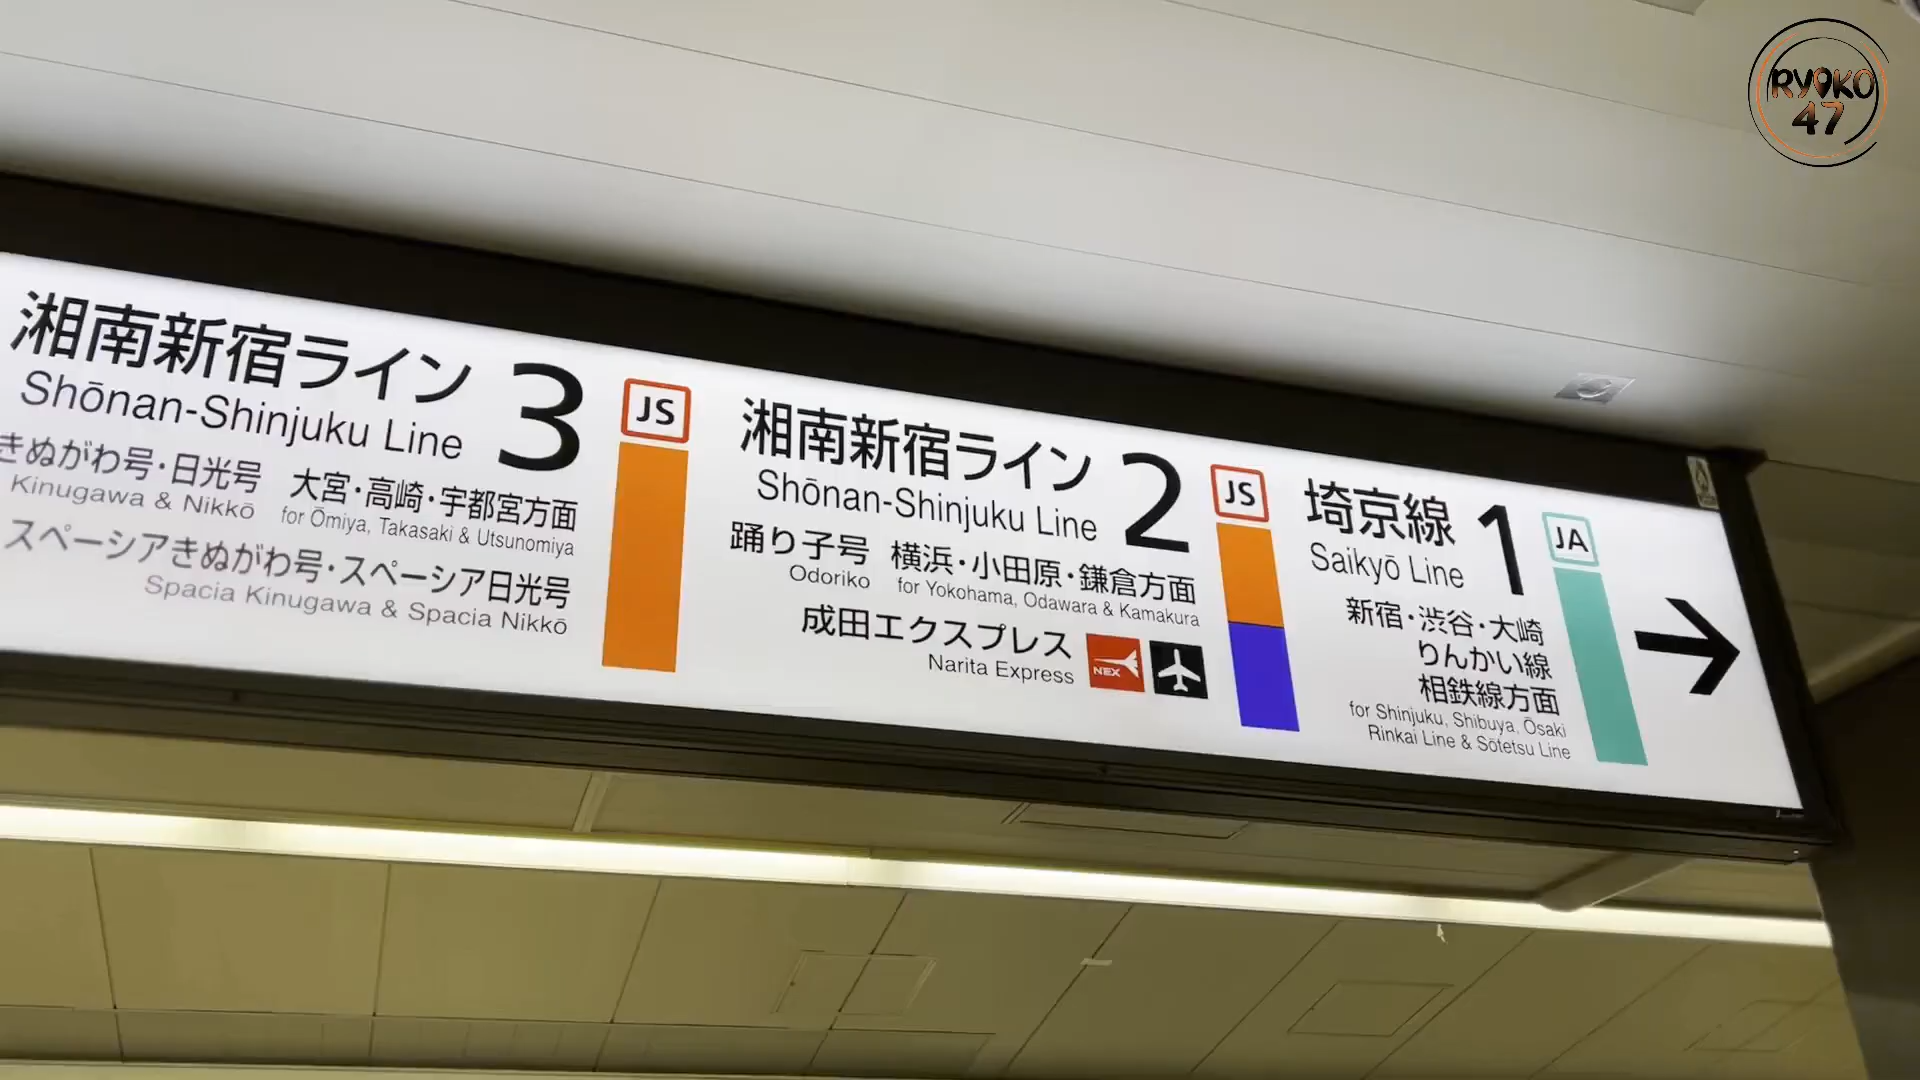 湘南新宿ライン 3 JS
Shōnan-Shinjuku Line
きぬがわ号・日光号 大宮・高崎・宇都宮方面
Kinugawa & Nikkō for Ōmiya, Takasaki & Utsunomiya
スペーシアきぬがわ号・スペーシア日光号
Spacia Kinugawa & Spacia Nikkō
湘南新宿ライン 2 JS
Shōnan-Shinjuku Line
踊り子号 横浜・小田原・鎌倉方面
Odoriko for Yokohama, Odawara & Kamakura
成田エクスプレス NEX
Narita Express
埼京線 1 JA
Saikyō Line
新宿・渋谷・大崎
りんかい線
相鉄線方面
for Shinjuku, Shibuya, Ōsaki
Rinkai Line & Sōtetsu Line
RYOKO
47